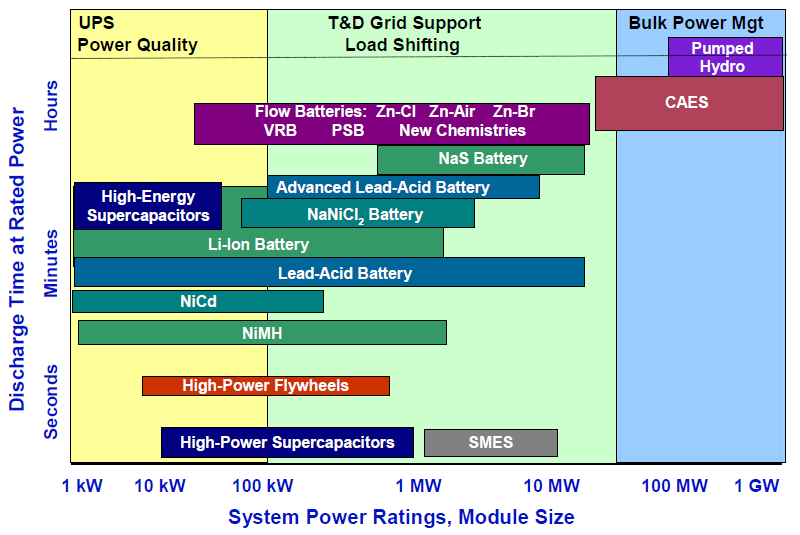 UPS
Power Quality
T&D Grid Support
Load Shifting
Bulk Power Mgt
Pumped
Hydro
CAES
Flow Batteries: Zn-Cl Zn-Air Zn-Br
VRB PSB New Chemistries
NaS Battery
Advanced Lead-Acid Battery
High-Energy
Supercapacitors
NaNiCl2 Battery
Li-Ion Battery
Lead-Acid Battery
NiCd
NiMH
High-Power Flywheels
High-Power Supercapacitors
SMES
Discharge Time at Rated Power
Hours
Minutes
Seconds
1 kW 10 kW 100 kW 1 MW 10 MW 100 MW 1 GW
System Power Ratings, Module Size